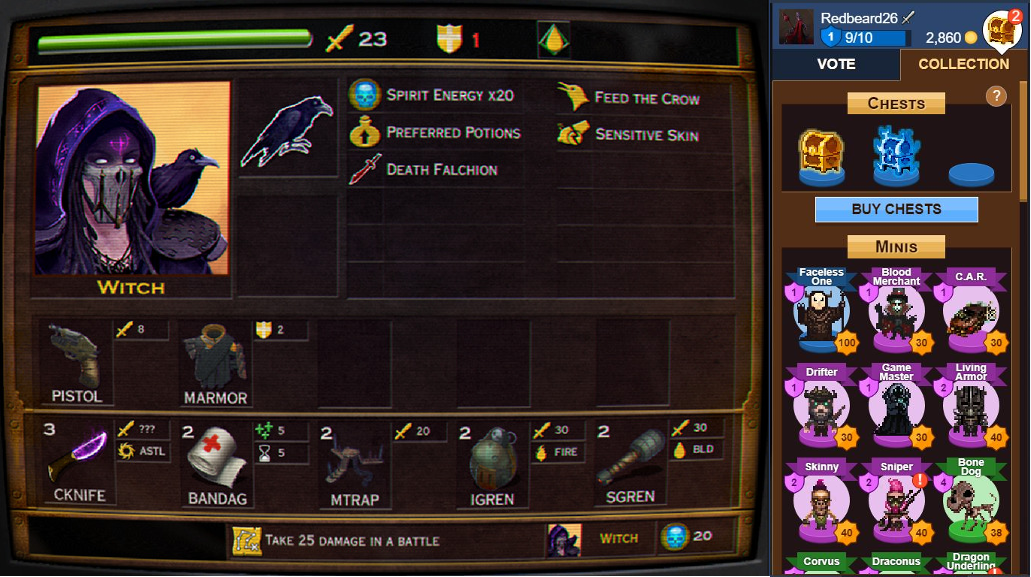 23
1
SPIRIT ENERGY X20
FEED THE CROW
PREFERRED POTIONS
SENSITIVE SKIN
DEATH FALCHION
WITCH
8
2
PISTOL
MARMOR
3
???
ASTL
2
5
5
2
20
2
30
FIRE
2
30
BLD
CKNIFE
BANDAG
MTRAP
IGREN
SGREN
TAKE 25 DAMAGE IN A BATTLE
WITCH
20
Redbeard26
2
1
9/10
2,860
VOTE
COLLECTION
CHESTS
?
BUY CHESTS
MINIS
Faceless One
Blood Merchant
C.A.R.
1
1
1
100
30
30
Drifter
Game Master
Living Armor
1
1
2
30
30
40
Skinny
Sniper
Bone Dog
2
2
!
4
40
40
38
Corvus
Draconus
Dragon Underling